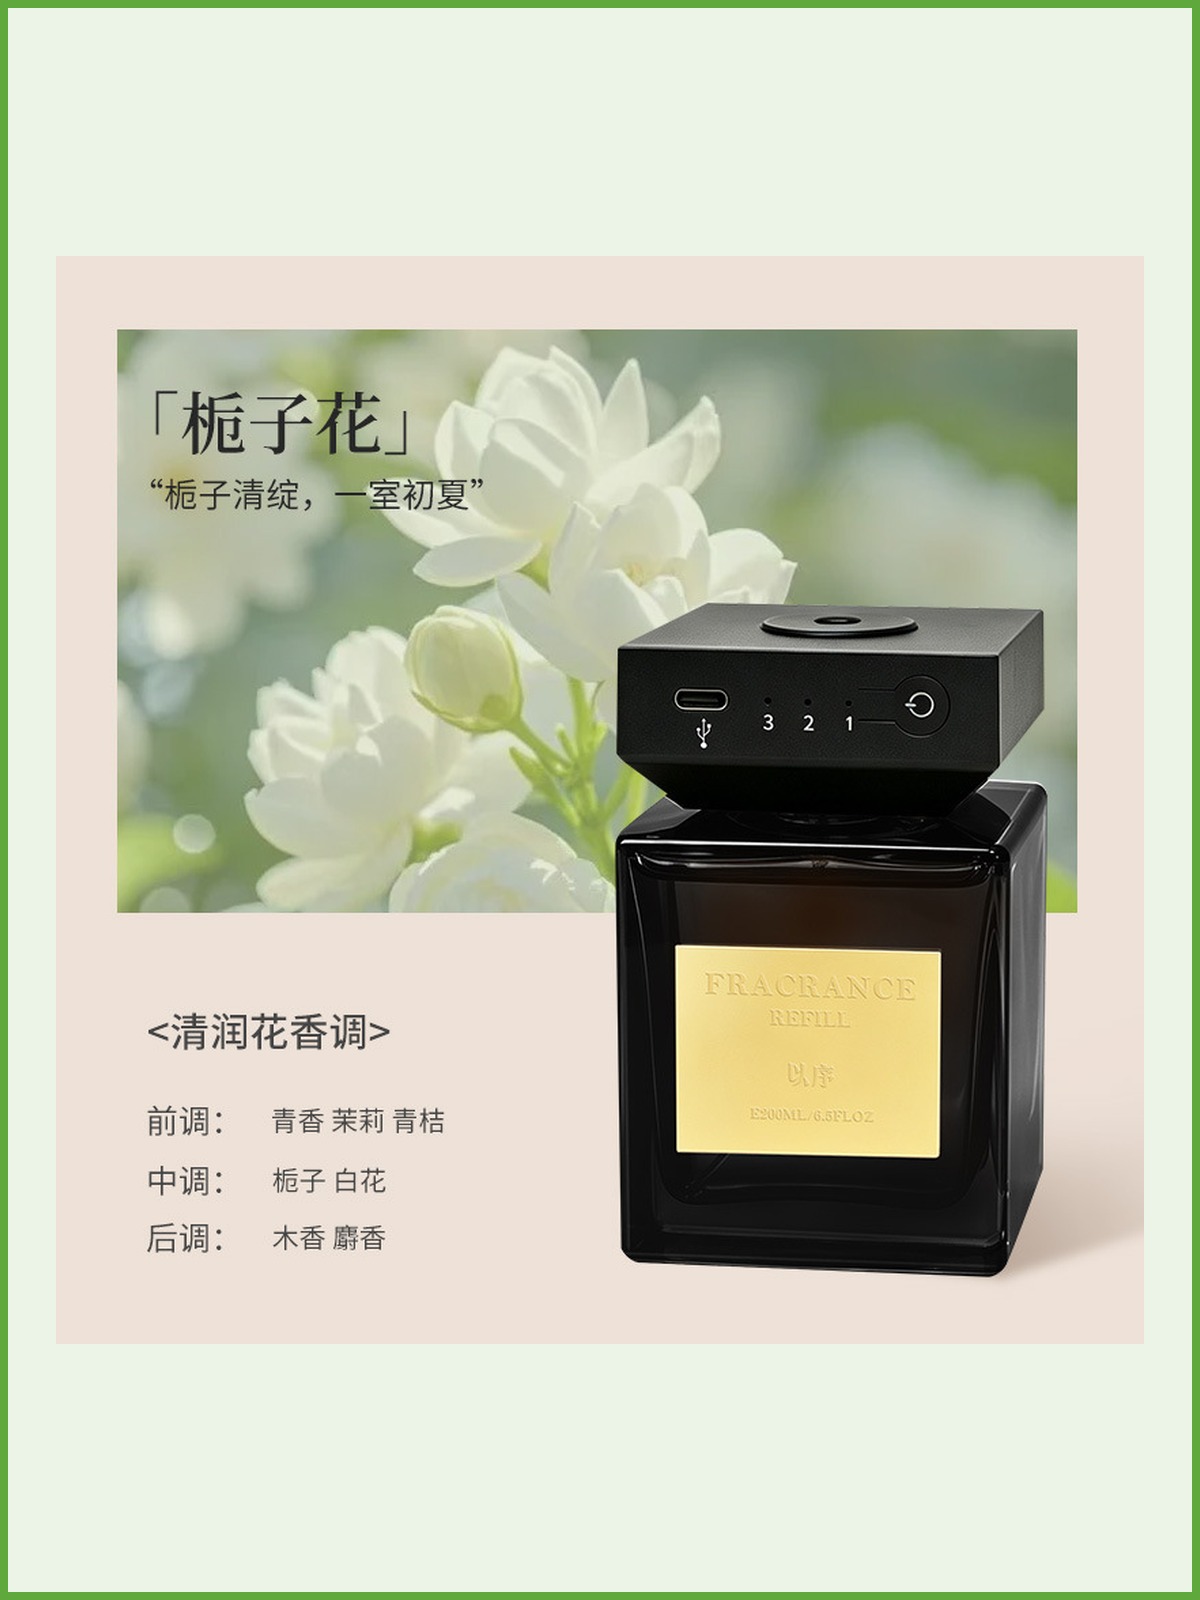 「栀子花」
“栀子清绽，一室初夏”
3 2 1
FRAGRANCE
REFILL
以序
E200ML/6.5FLOZ
<清润花香调>
前调： 青香 茉莉 青桔
中调： 栀子 白花
后调： 木香 麝香